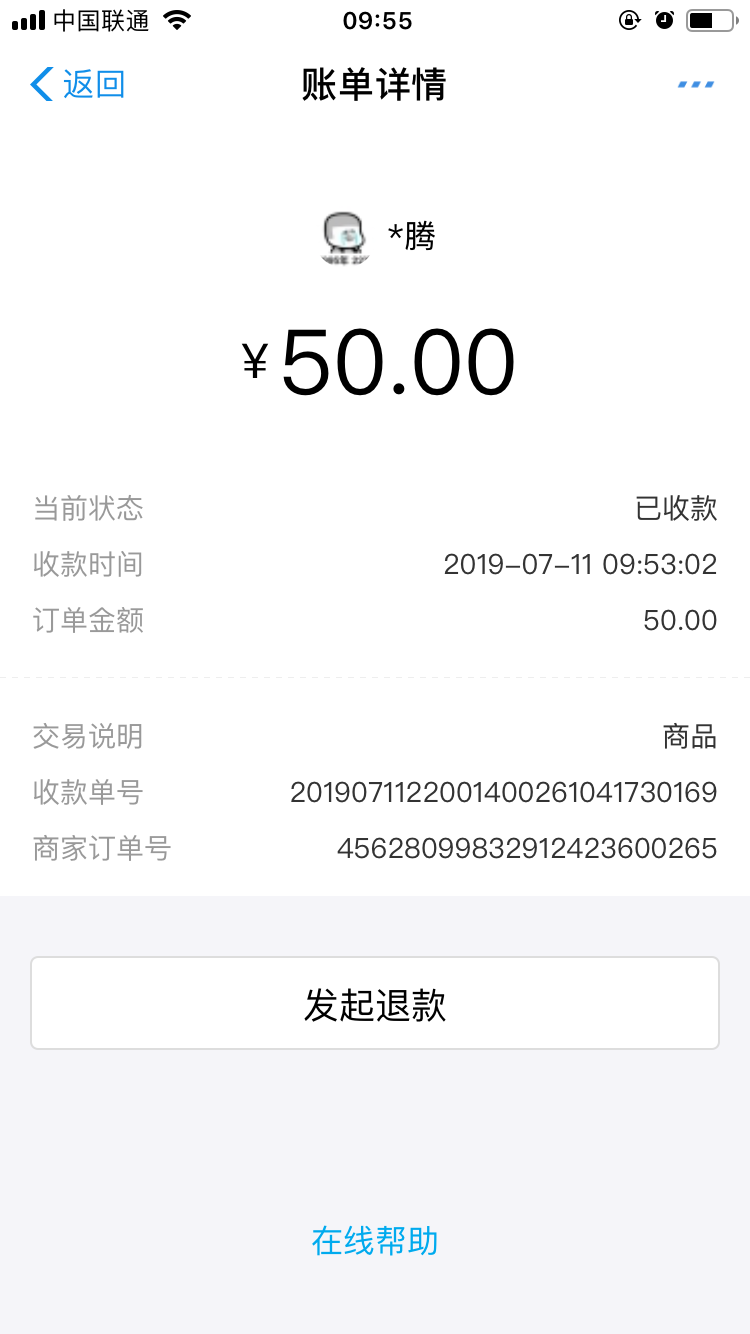 中国联通 09:55
返回 账单详情
*腾
¥50.00
当前状态 已收款
收款时间 2019-07-11 09:53:02
订单金额 50.00
交易说明 商品
收款单号 2019071122001400261041730169
商家订单号 45628099832912423600265
发起退款
在线帮助